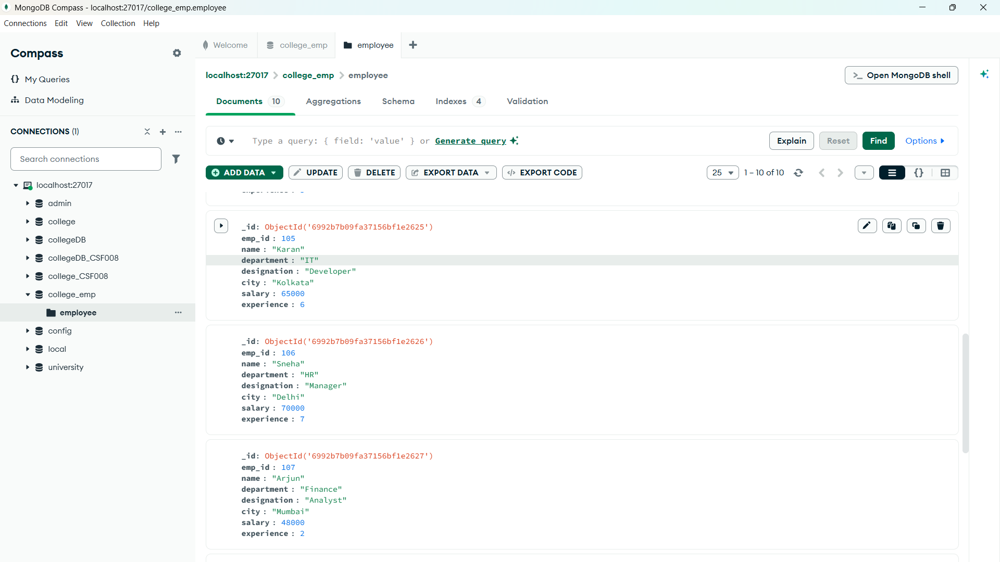 MongoDB Compass - localhost:27017/college_emp.employee
Connections Edit View Collection Help
Compass
My Queries
Data Modeling
CONNECTIONS (1)
Search connections
localhost:27017
admin
college
collegeDB
collegeDB_CSF008
college_CSF008
college_emp
employee
config
local
university
Welcome college_emp employee
localhost:27017 > college_emp > employee
>_ Open MongoDB shell
Documents 10 Aggregations Schema Indexes 4 Validation
Type a query: { field: 'value' } or Generate query
Explain Reset Find Options
ADD DATA UPDATE DELETE EXPORT DATA </> EXPORT CODE
25 1 – 10 of 10 {}
_id: ObjectId('6992b7b09fa37156bf1e2625')
emp_id : 105
name : "Karan"
department : "IT"
designation : "Developer"
city : "Kolkata"
salary : 65000
experience : 6
_id: ObjectId('6992b7b09fa37156bf1e2626')
emp_id : 106
name : "Sneha"
department : "HR"
designation : "Manager"
city : "Delhi"
salary : 70000
experience : 7
_id: ObjectId('6992b7b09fa37156bf1e2627')
emp_id : 107
name : "Arjun"
department : "Finance"
designation : "Analyst"
city : "Mumbai"
salary : 48000
experience : 2